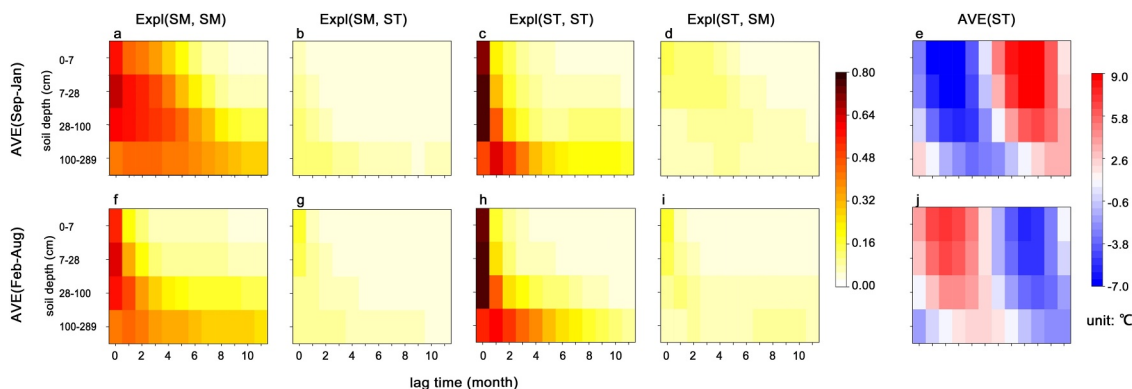 Expl(SM, SM) Expl(SM, ST) Expl(ST, ST) Expl(ST, SM) AVE(ST)
a b c d e
AVE(Sep-Jan)
soil depth (cm)
0-7
7-28
28-100
100-289
0.80
0.64
0.48
0.32
0.16
0.00
9.0
5.8
2.6
-0.6
-3.8
-7.0
unit: ℃
f g h i j
AVE(Feb-Aug)
soil depth (cm)
0-7
7-28
28-100
100-289
0 2 4 6 8 10 0 2 4 6 8 10 0 2 4 6 8 10 0 2 4 6 8 10
lag time (month)